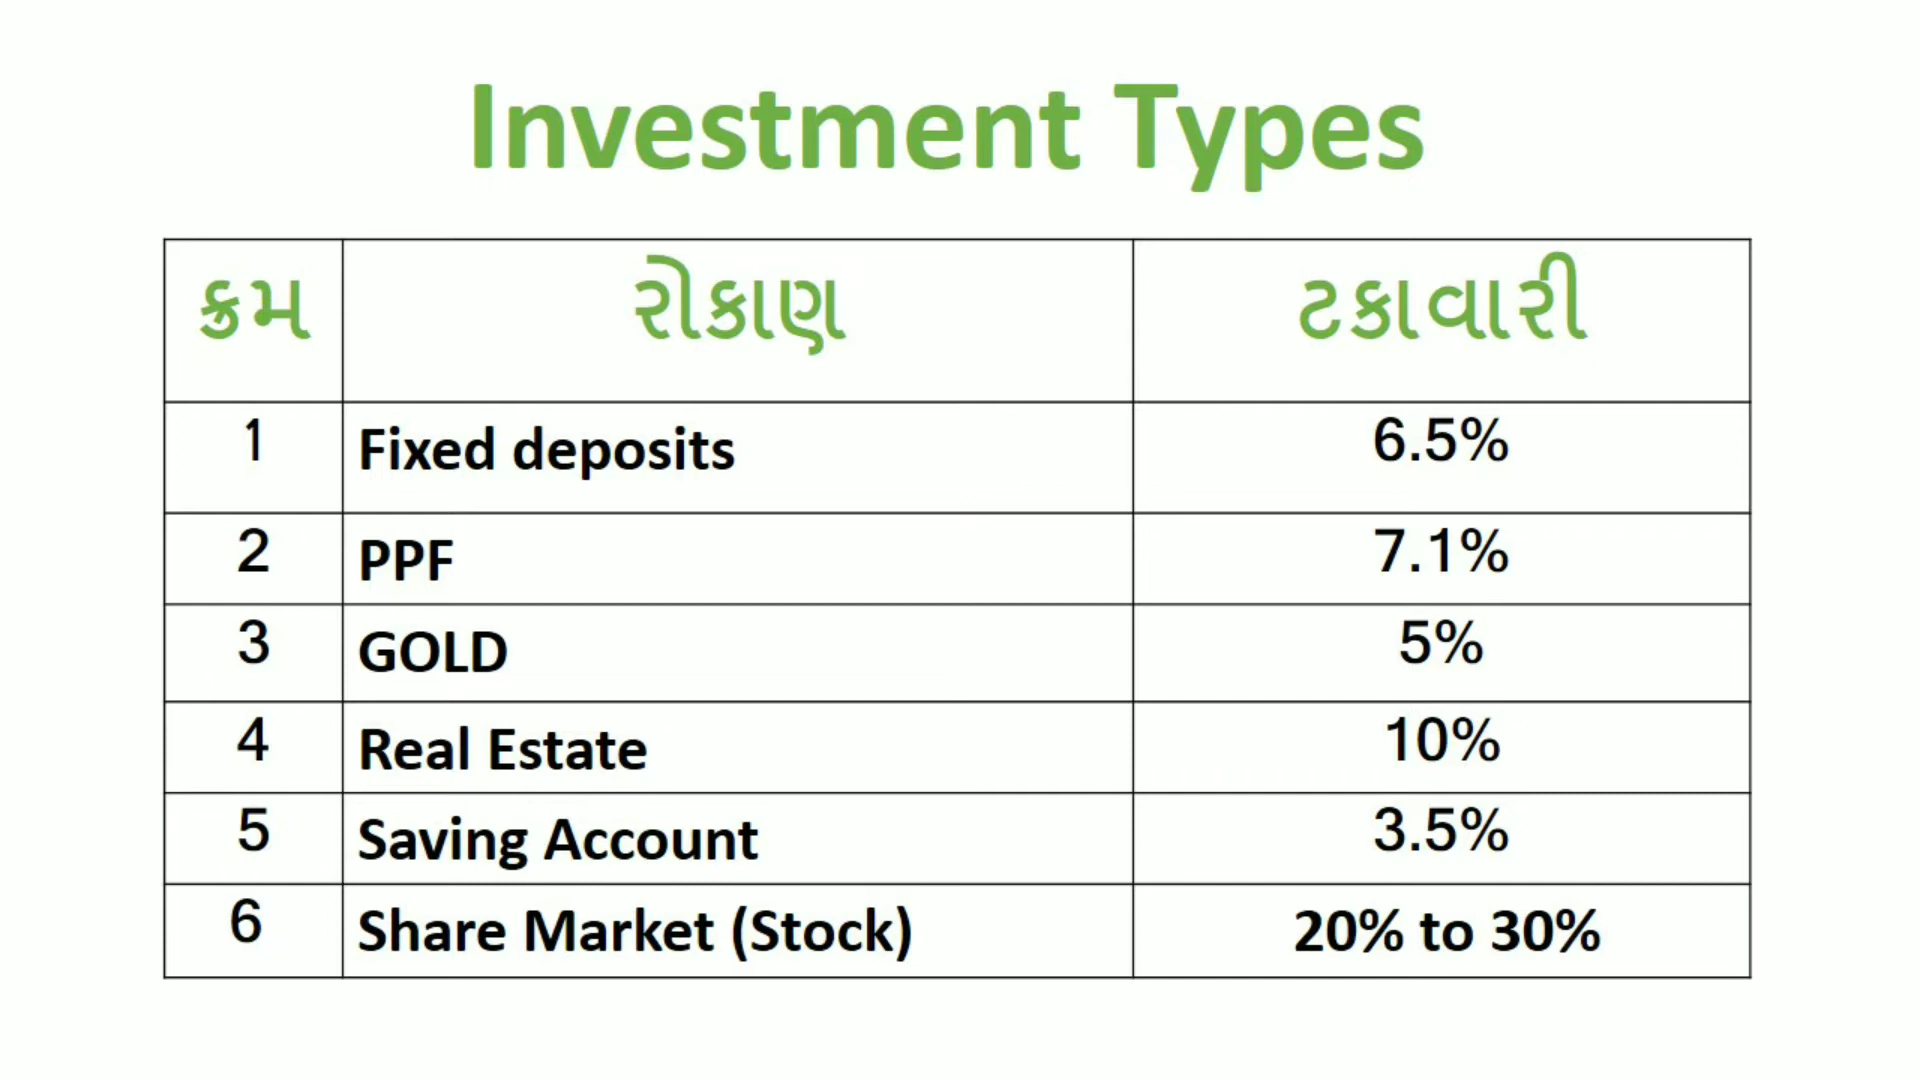 Investment Types
ક્રમ રોકાણ ટકાવારી
1 Fixed deposits 6.5%
2 PPF 7.1%
3 GOLD 5%
4 Real Estate 10%
5 Saving Account 3.5%
6 Share Market (Stock) 20% to 30%